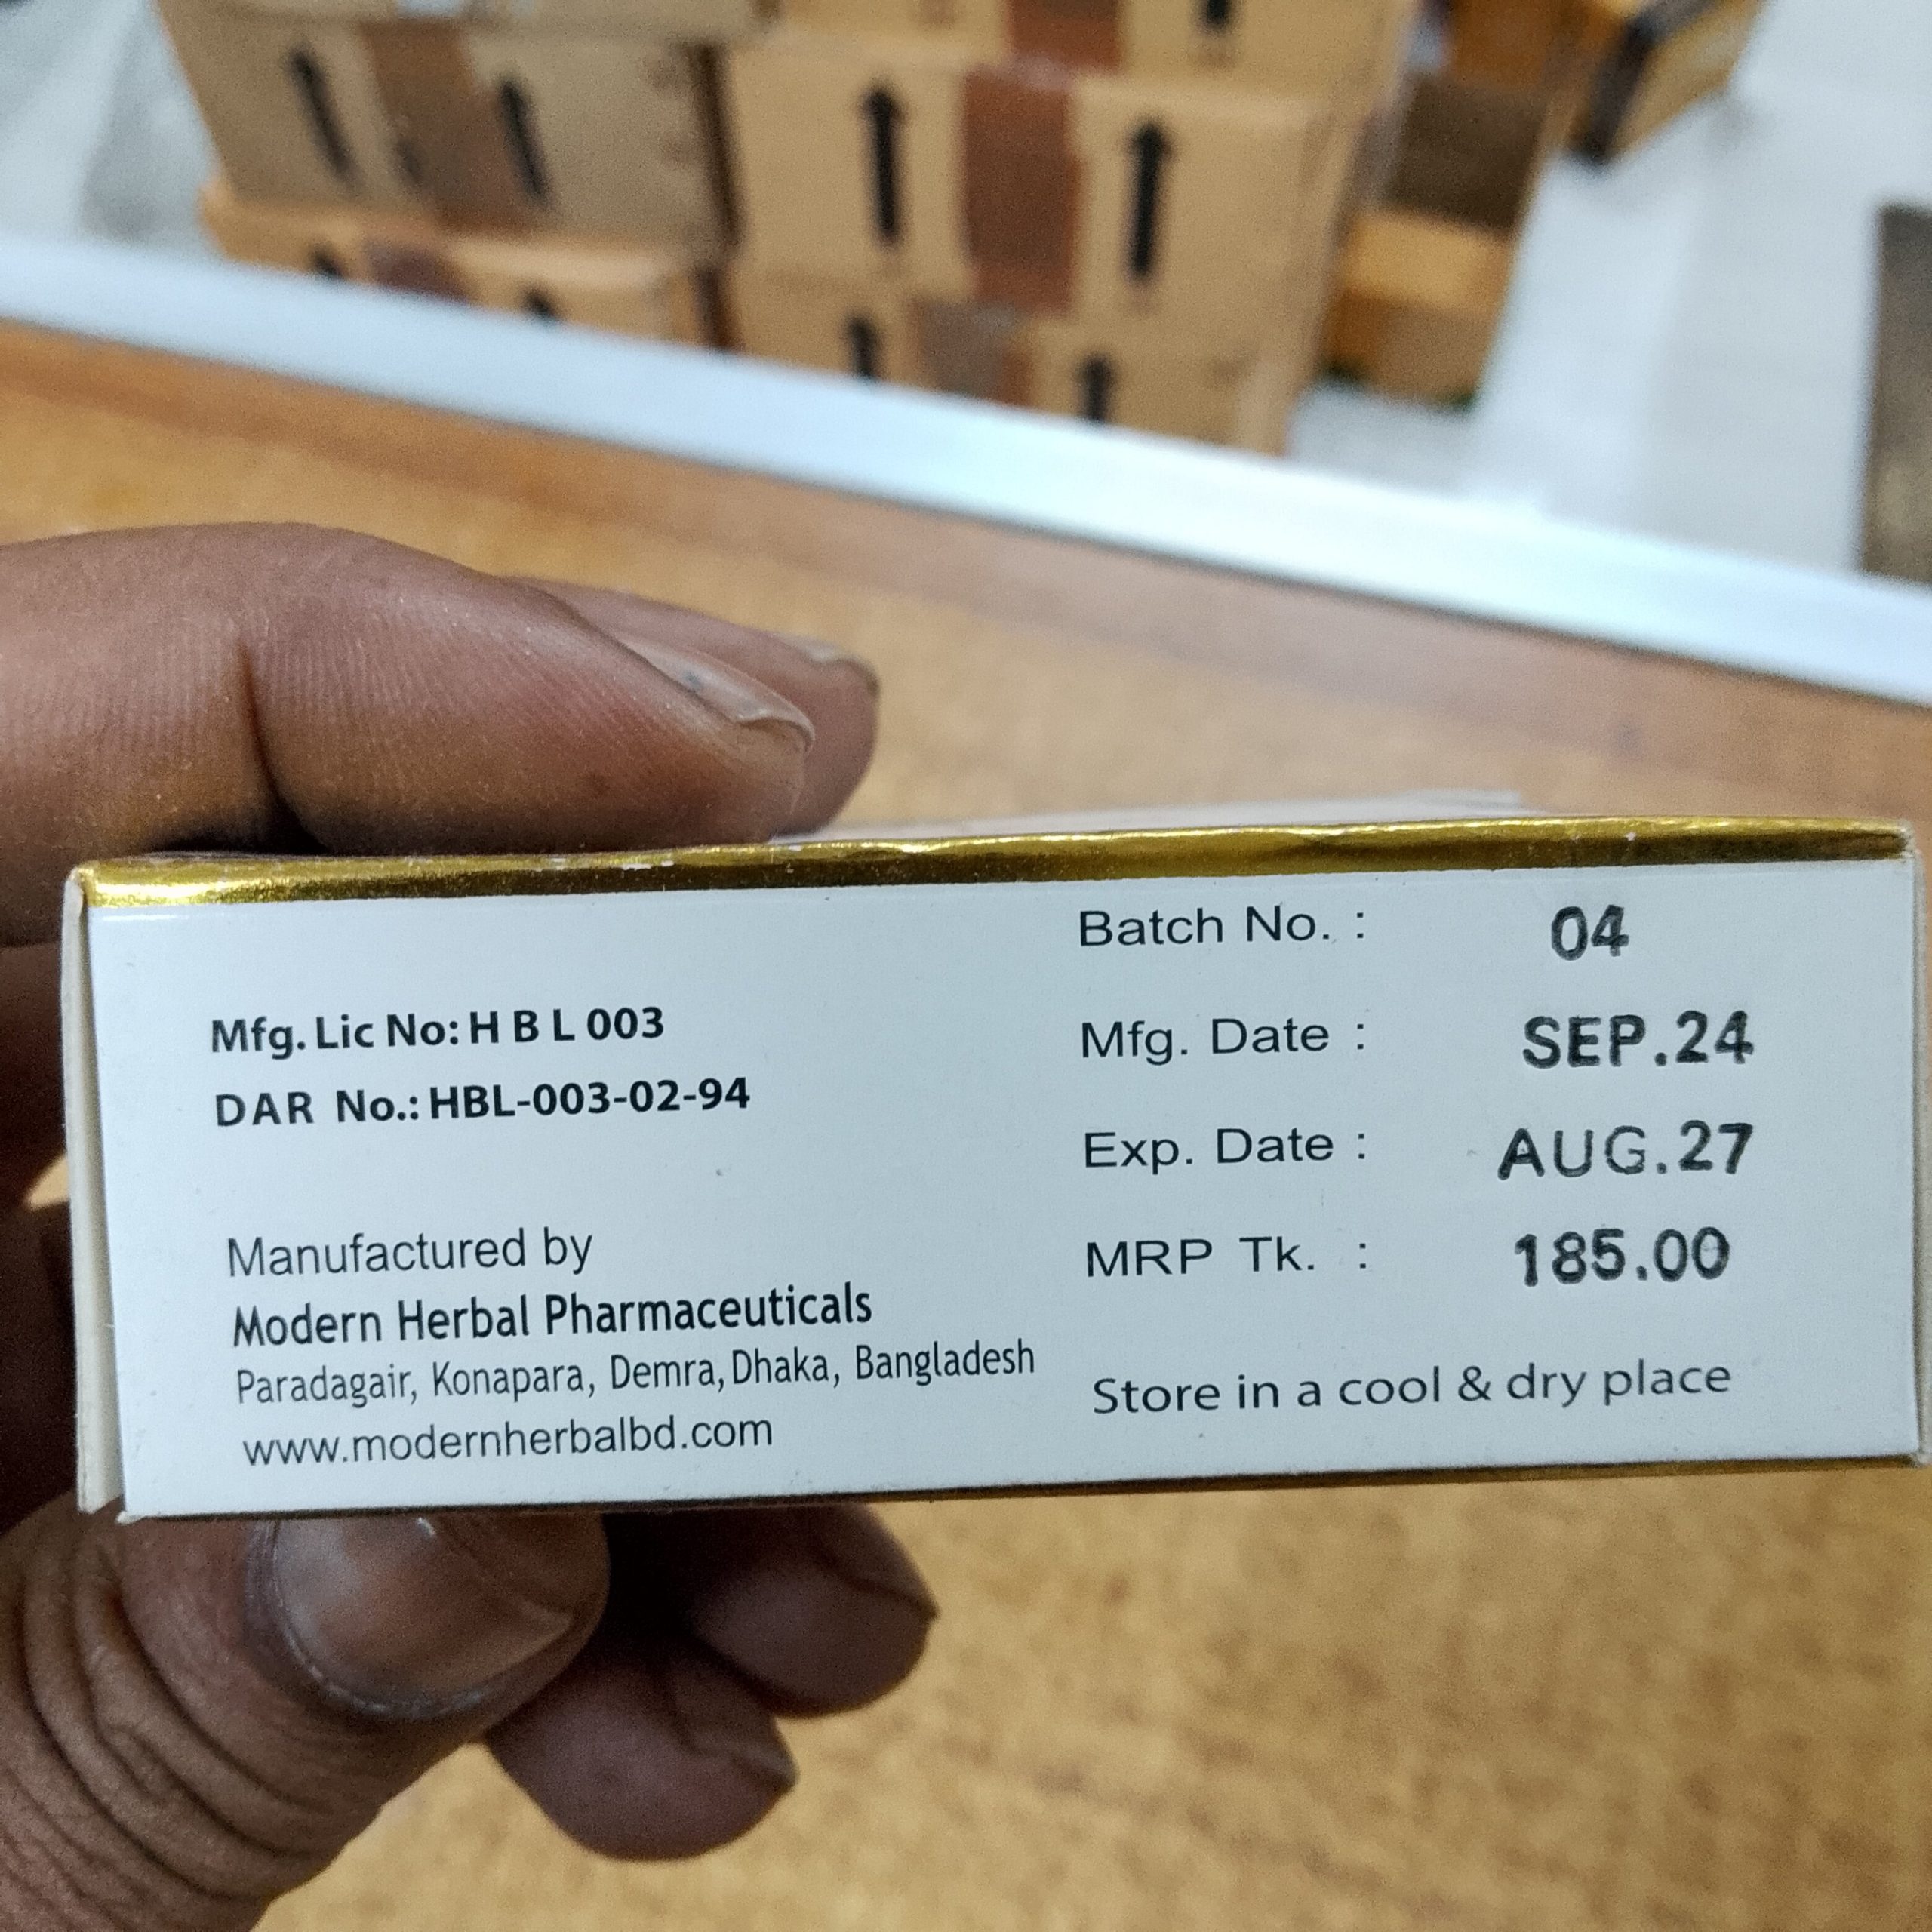 Mfg. Lic No: H B L 003
DAR No.: HBL-003-02-94
Manufactured by
Modern Herbal Pharmaceuticals
Paradagair, Konapara, Demra, Dhaka, Bangladesh
www.modernherbalbd.com
Batch No. : 04
Mfg. Date : SEP.24
Exp. Date : AUG.27
MRP Tk. : 185.00
Store in a cool & dry place